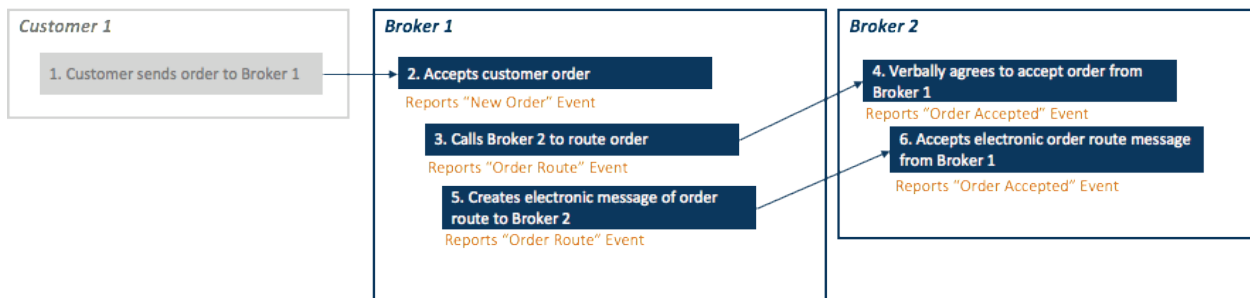 Customer 1
1. Customer sends order to Broker 1
Broker 1
2. Accepts customer order
Reports "New Order" Event
3. Calls Broker 2 to route order
Reports "Order Route" Event
5. Creates electronic message of order
route to Broker 2
Reports "Order Route" Event
Broker 2
4. Verbally agrees to accept order from
Broker 1
Reports "Order Accepted" Event
6. Accepts electronic order route message
from Broker 1
Reports "Order Accepted" Event